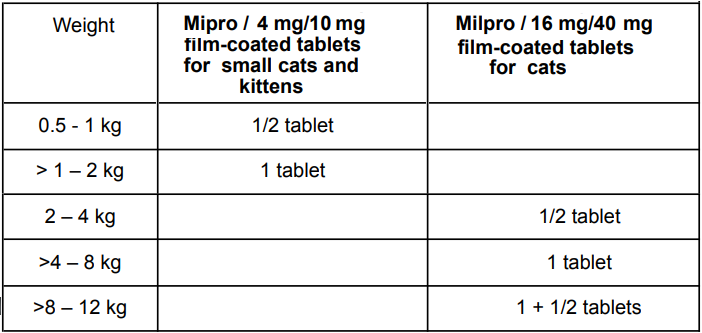 Weight
Mipro / 4 mg/10 mg
film-coated tablets
for small cats and
kittens
Milpro / 16 mg/40 mg
film-coated tablets
for cats
0.5 - 1 kg
1/2 tablet
> 1 – 2 kg
1 tablet
2 – 4 kg
1/2 tablet
>4 – 8 kg
1 tablet
>8 – 12 kg
1 + 1/2 tablets